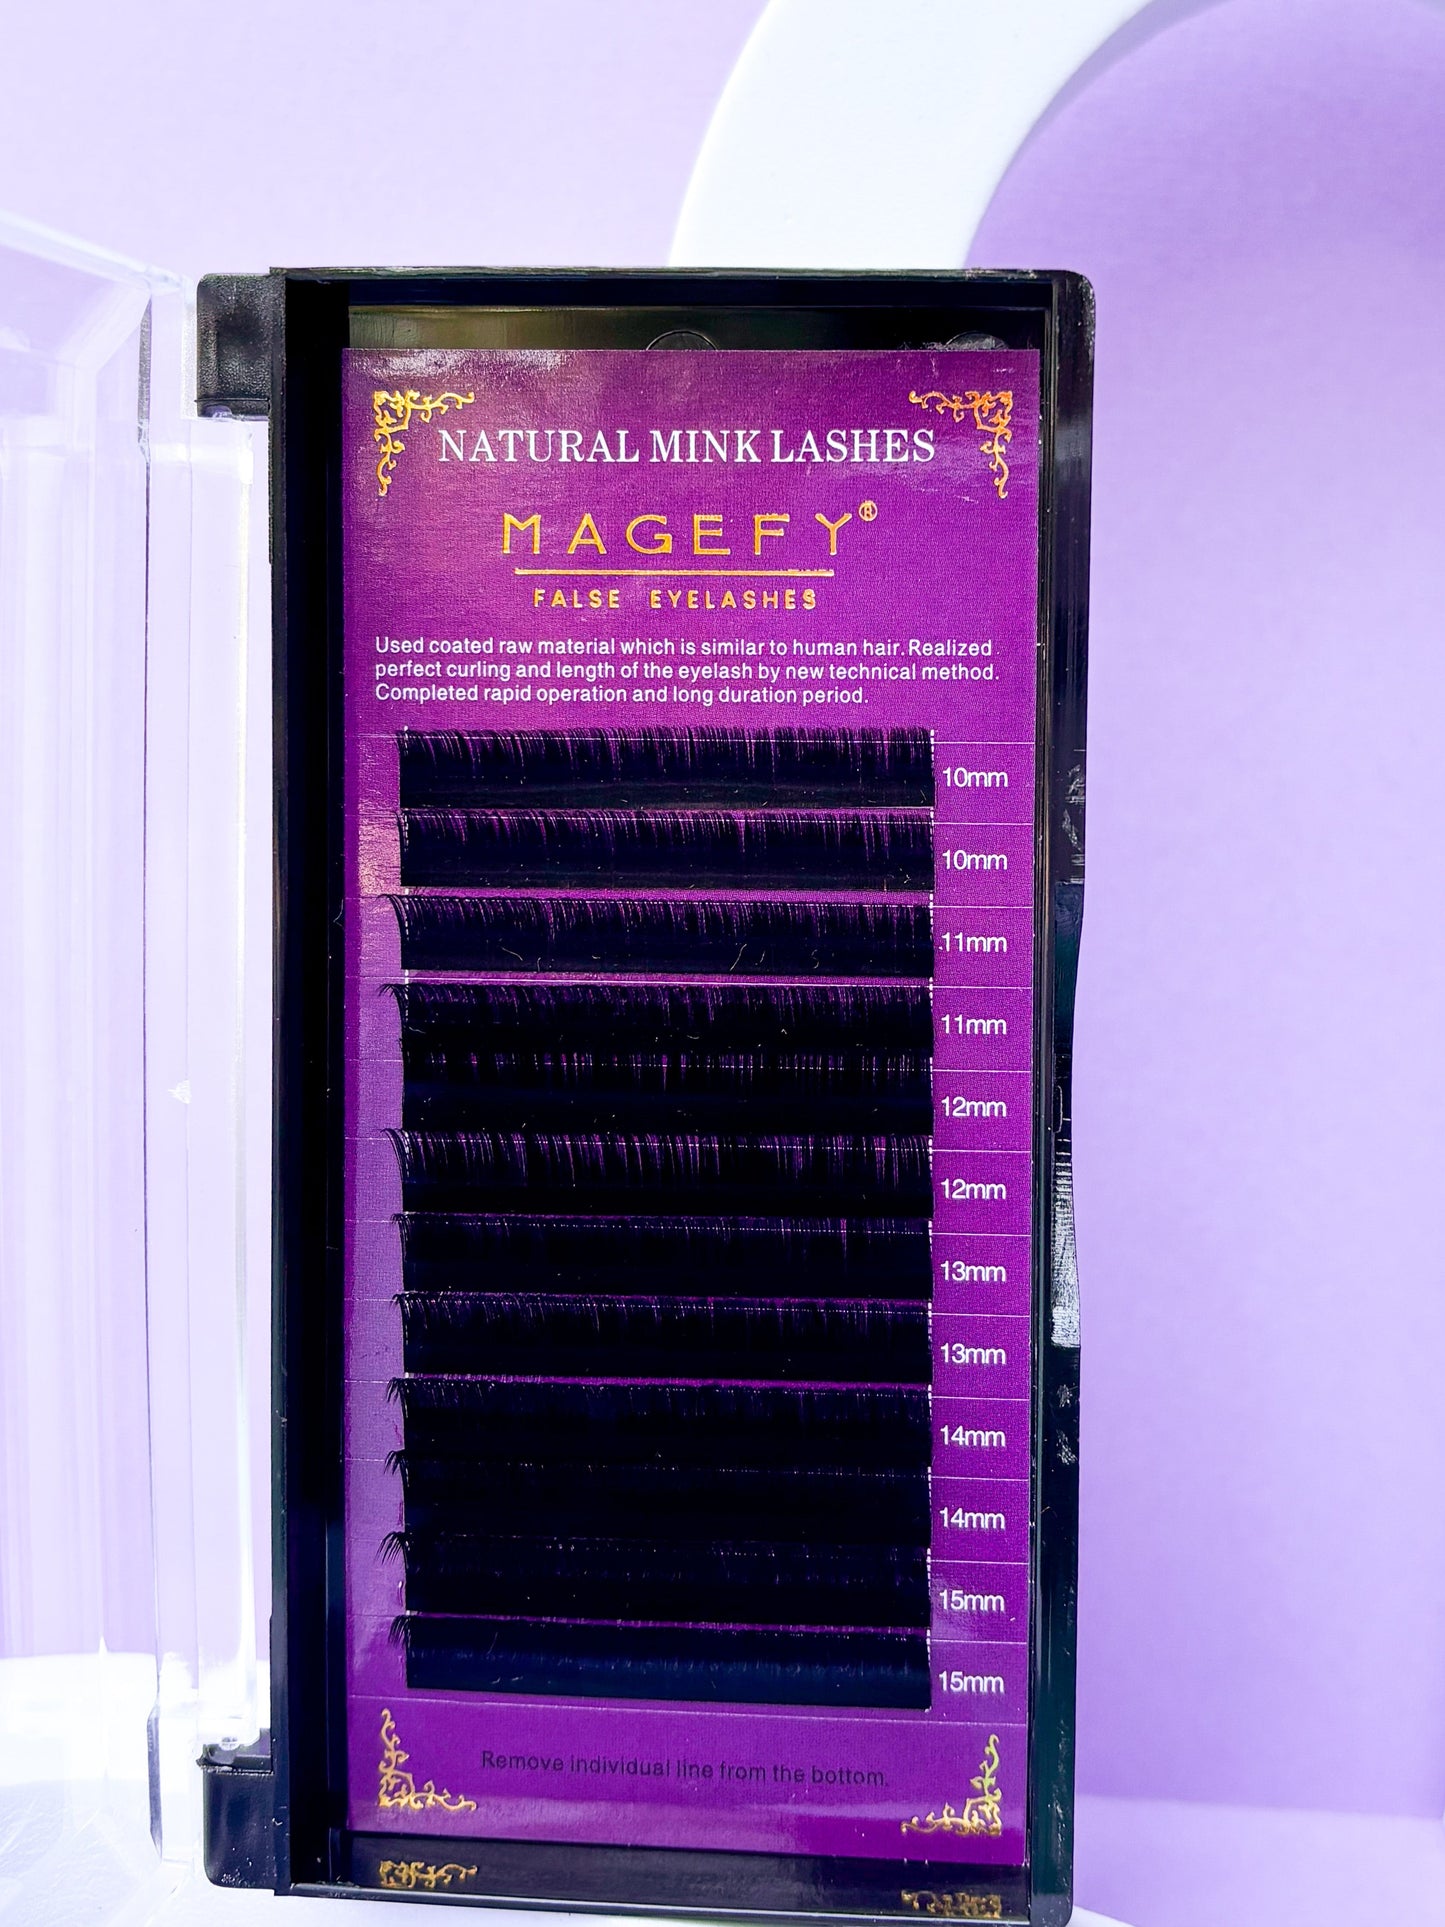 NATURAL MINK LASHES
MAGEFY®
FALSE EYELASHES
Used coated raw material which is similar to human hair. Realized
perfect curling and length of the eyelash by new technical method.
Completed rapid operation and long duration period.
10mm
10mm
11mm
11mm
12mm
12mm
13mm
13mm
14mm
14mm
15mm
15mm
Remove individual line from the bottom.